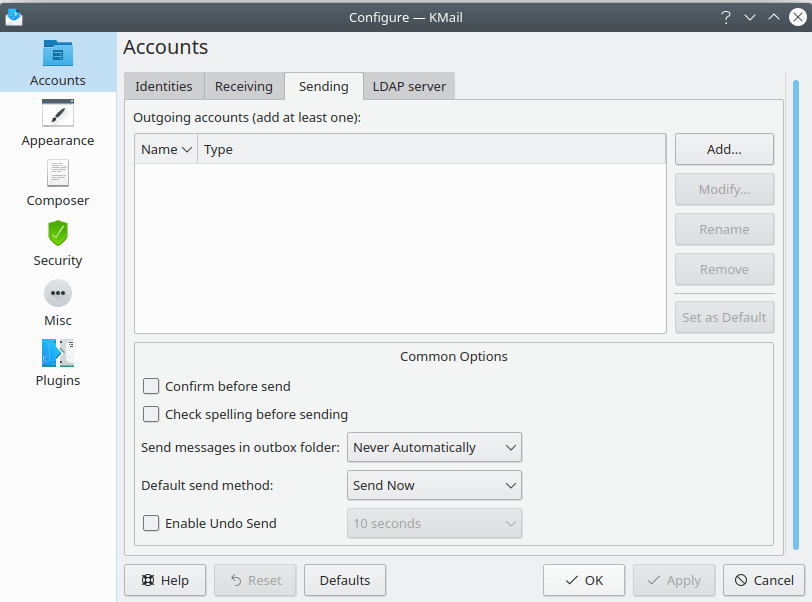 Configure — KMail
Accounts
Appearance
Composer
Security
Misc
Plugins
Accounts
Identities Receiving Sending LDAP server
Outgoing accounts (add at least one):
Name Type
Add...
Modify...
Rename
Remove
Set as Default
Common Options
Confirm before send
Check spelling before sending
Send messages in outbox folder: Never Automatically
Default send method: Send Now
Enable Undo Send 10 seconds
Help Reset Defaults OK Apply Cancel